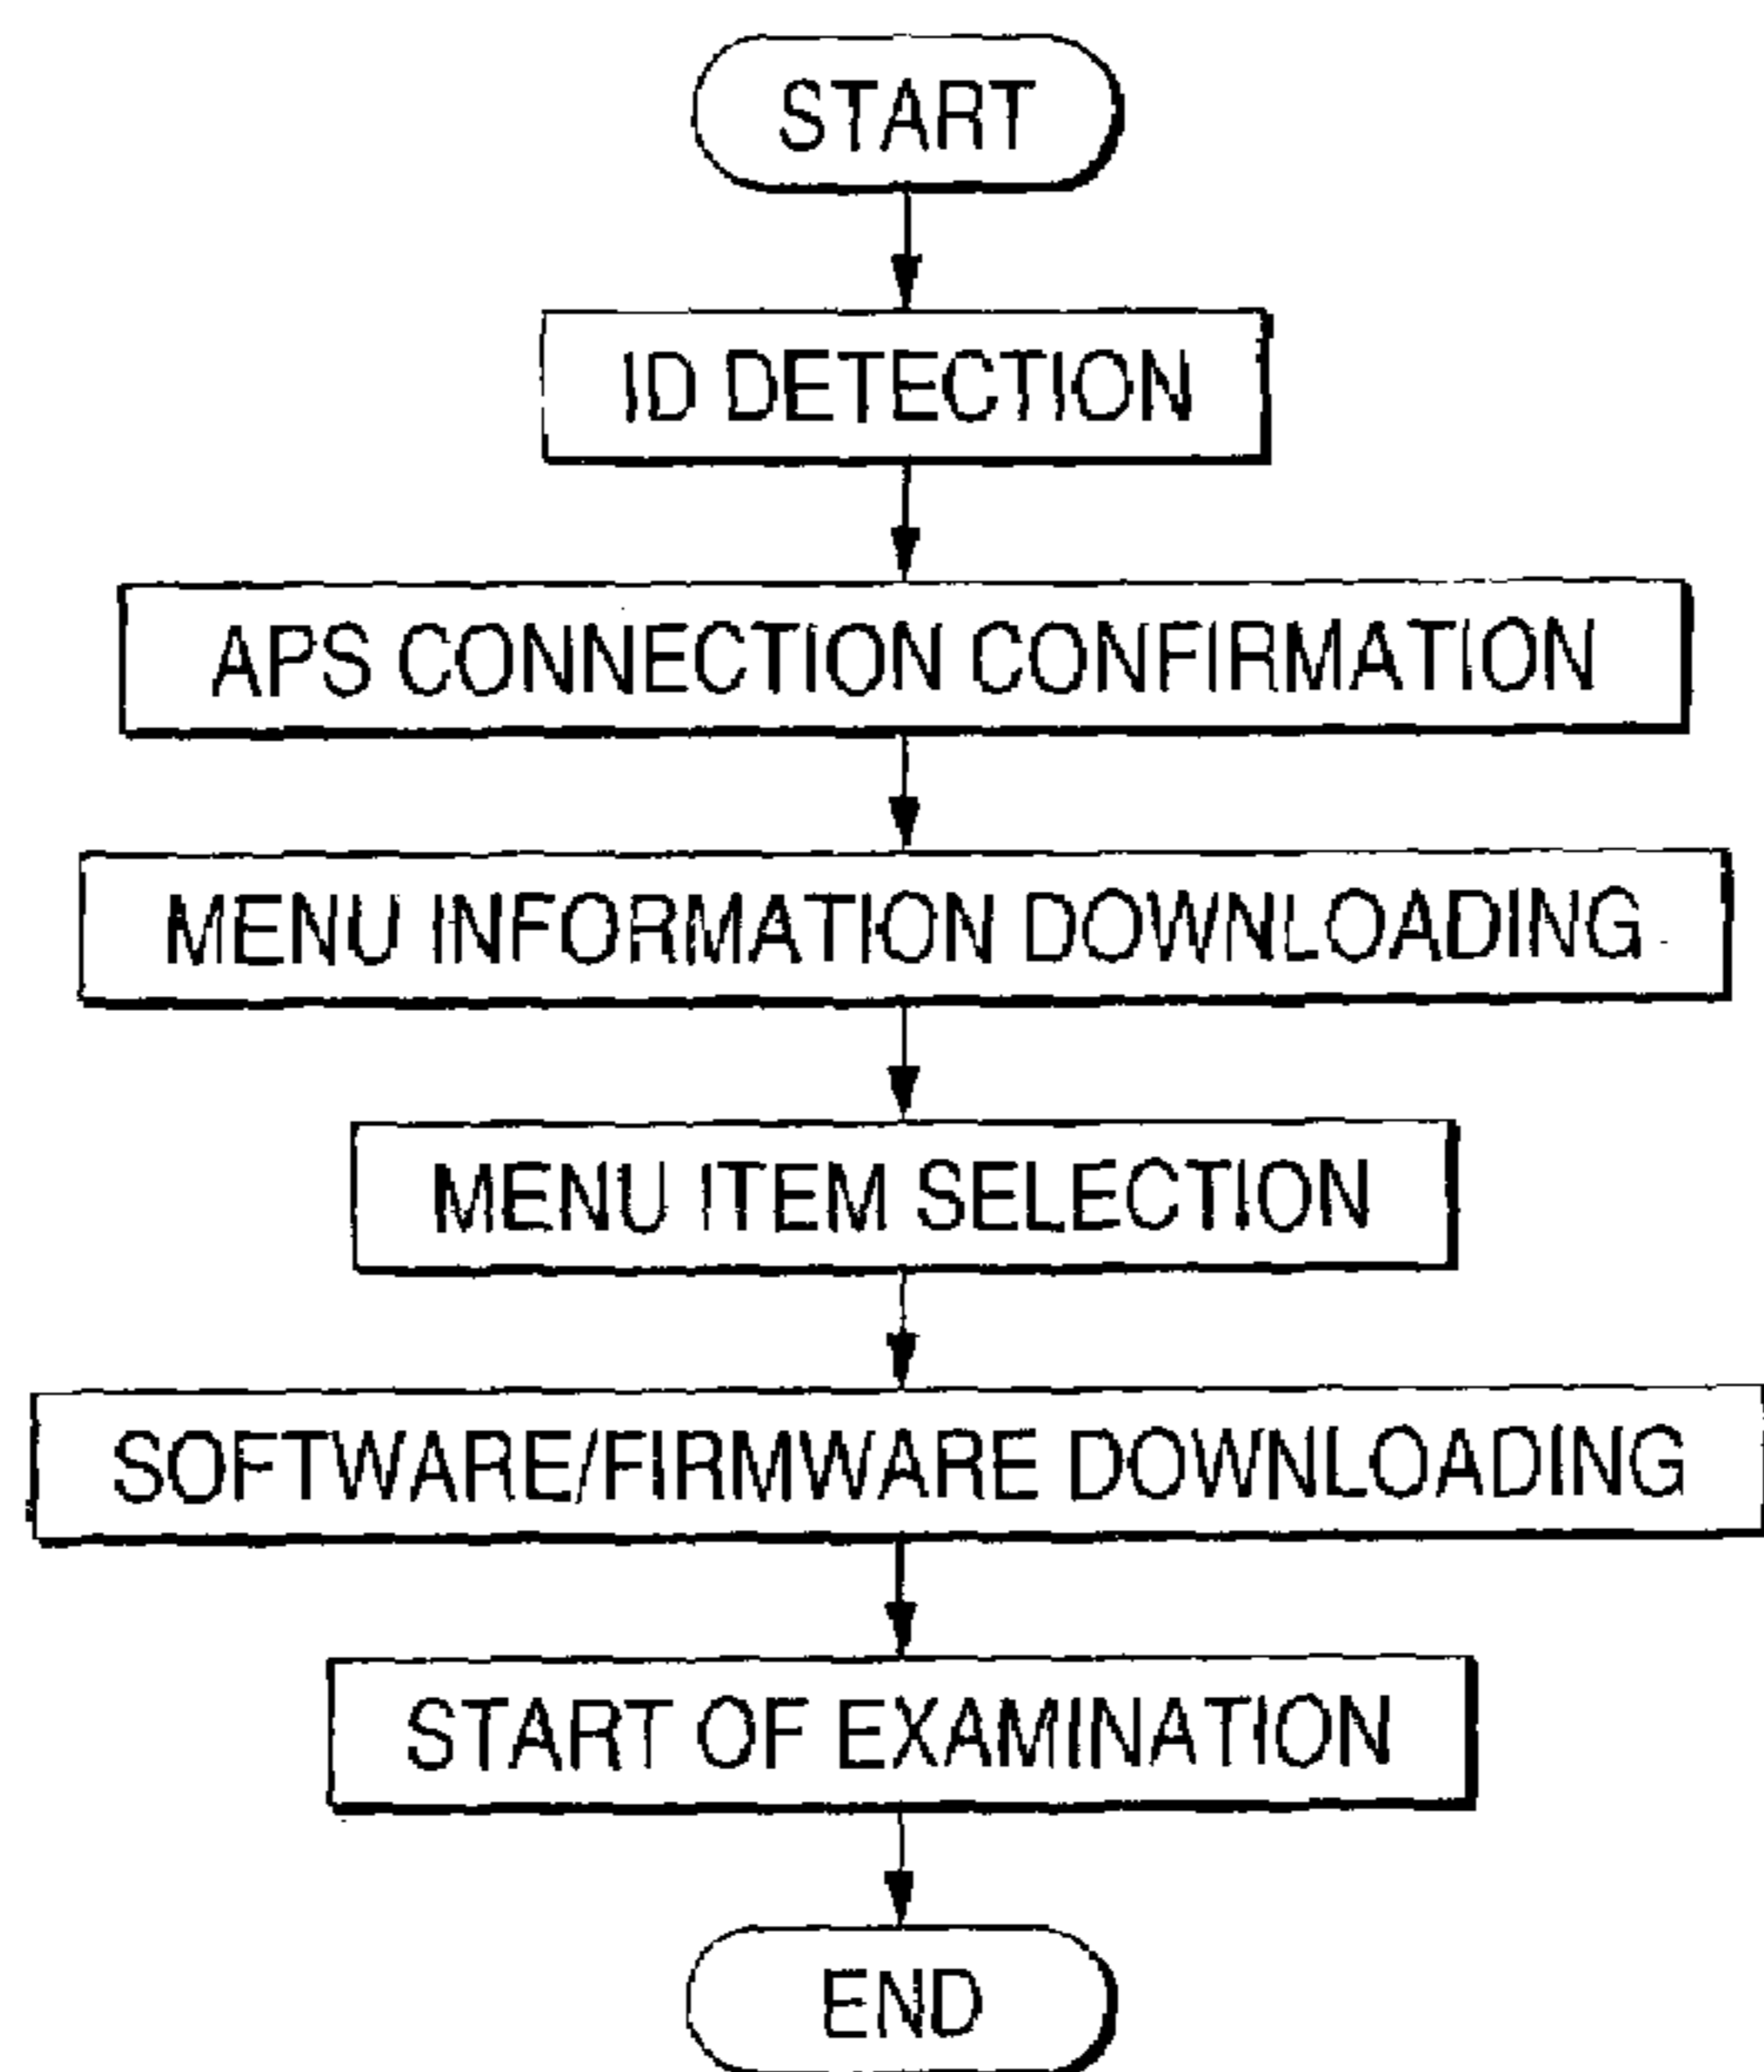 START
ID DETECTION
APS CONNECTION CONFIRMATION
MENU INFORMATION DOWNLOADING
MENU ITEM SELECTION
SOFTWARE/FIRMWARE DOWNLOADING
START OF EXAMINATION
END